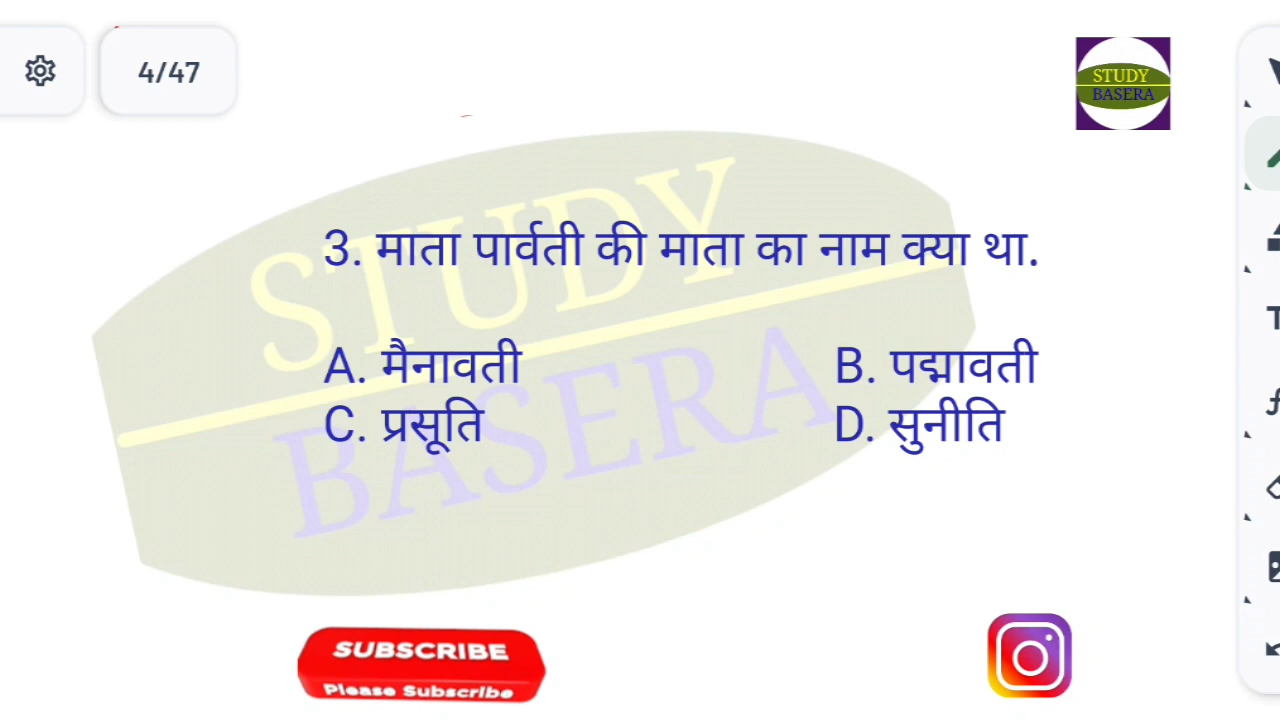 4/47
STUDY
BASERA
STUDY
BASERA
3. माता पार्वती की माता का नाम क्या था.
A. मैनावती B. पद्मावती
C. प्रसूति D. सुनीति
SUBSCRIBE
Please Subscribe